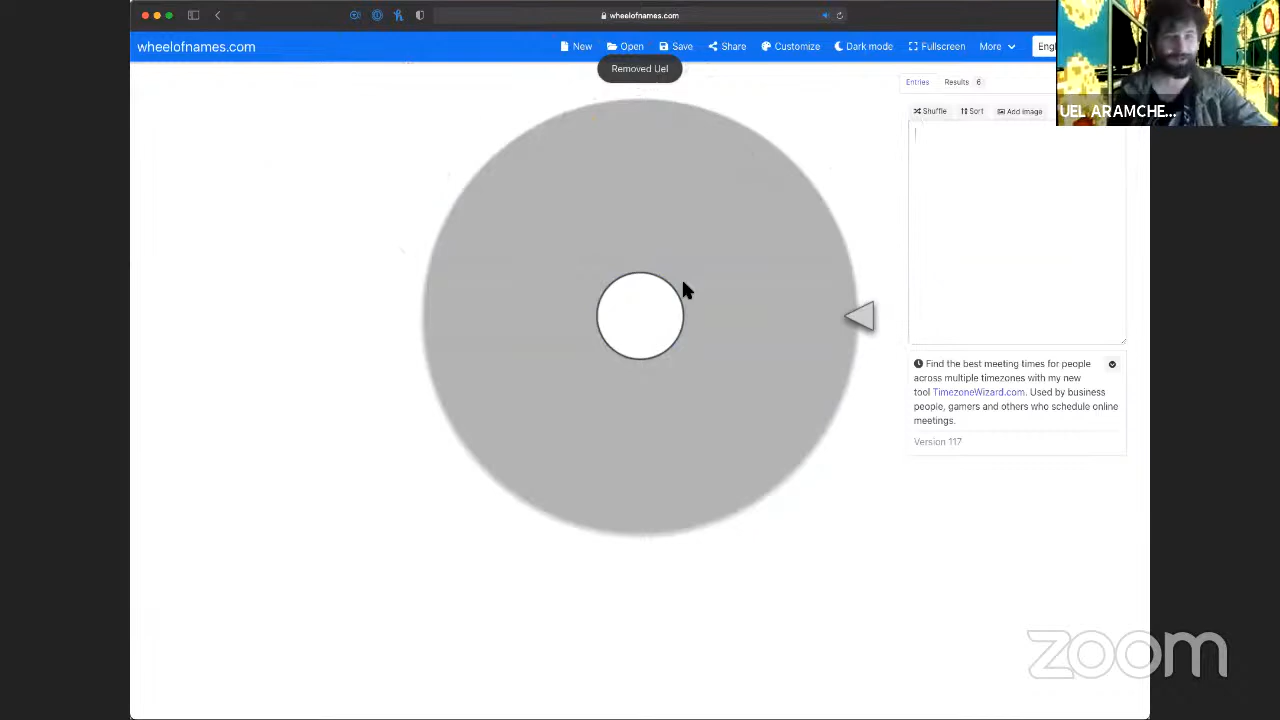 wheelofnames.com
wheelofnames.com
New
Open
Save
Share
Customize
Dark mode
Fullscreen
More
Engl
Removed Uel
Entries
Results 6
Shuffle
Sort
Add image
UEL ARAMCHE...
Find the best meeting times for people
across multiple timezones with my new
tool TimezoneWizard.com. Used by business
people, gamers and others who schedule online
meetings.
Version 117
zoom